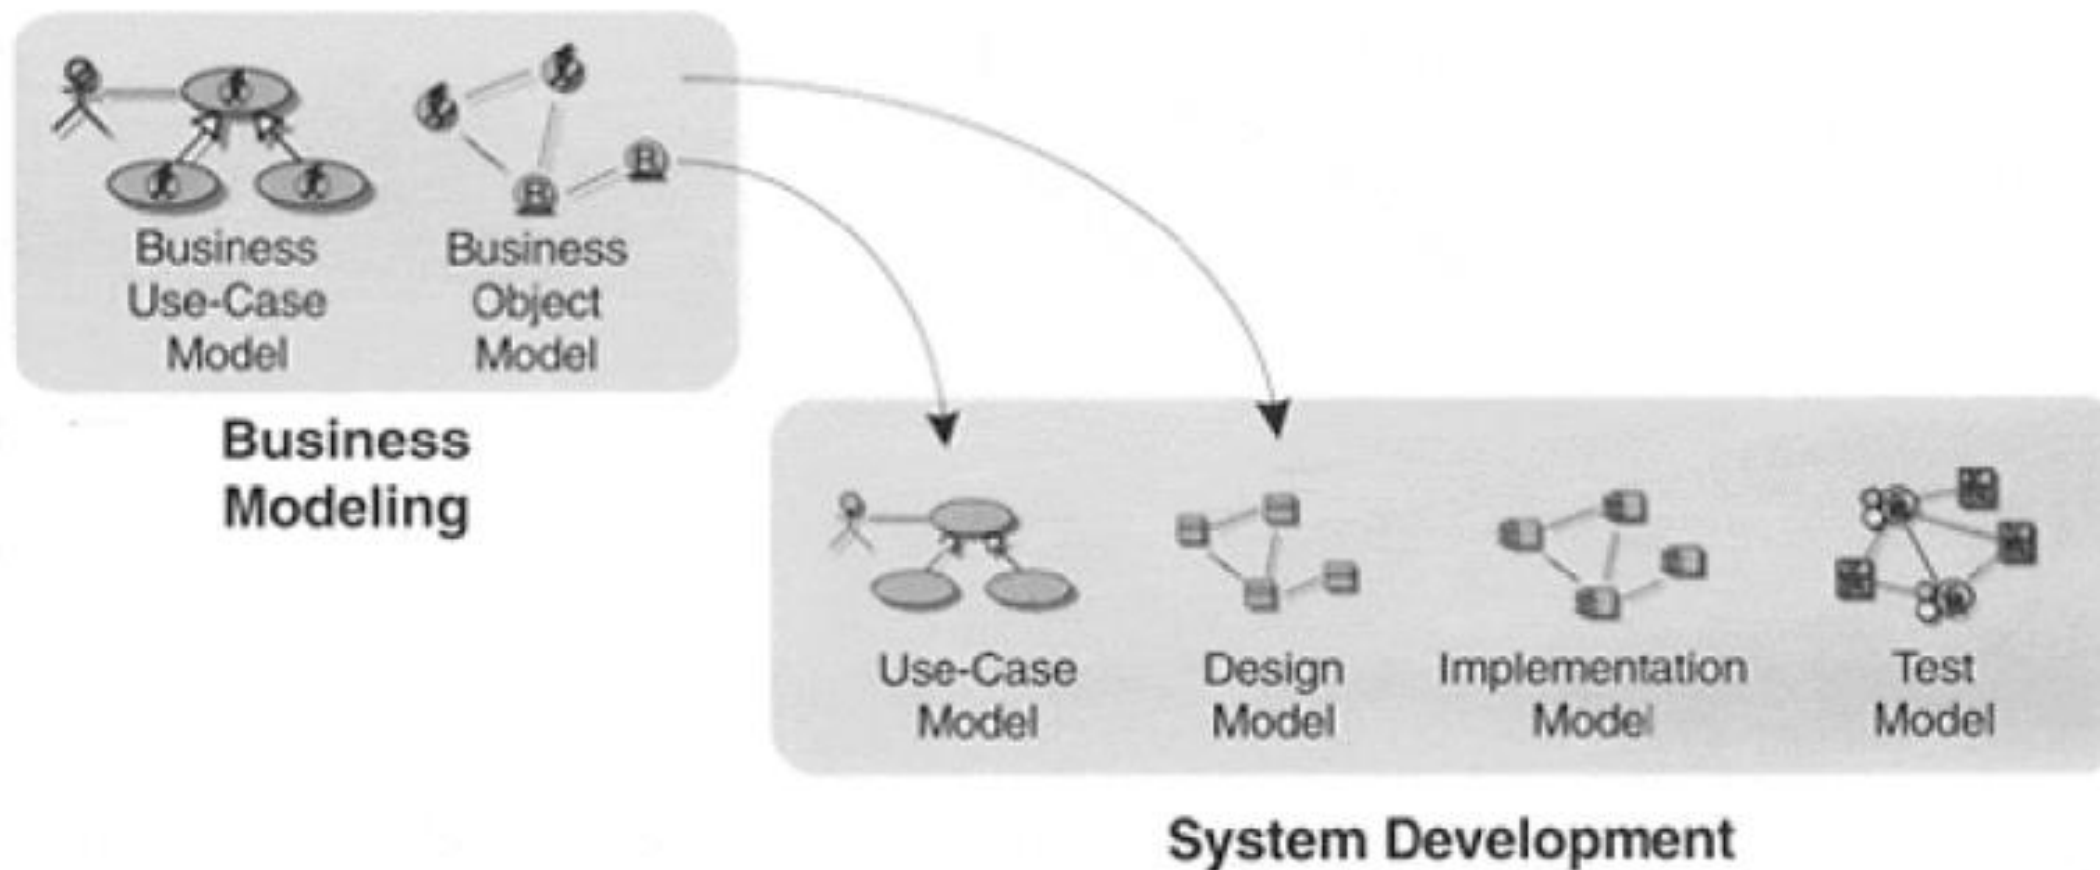 Business
Use-Case
Model
Business
Object
Model
Business
Modeling
Use-Case
Model
Design
Model
Implementation
Model
Test
Model
System Development